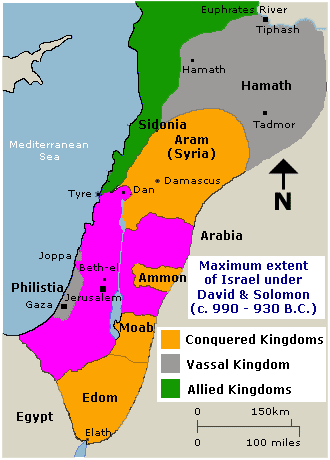 Euphrates River
Tiphash
Hamath
Hamath
Tadmor
Sidonia
Aram
(Syria)
Mediterranean
Sea
Damascus
Tyre
Dan
N
Arabia
Joppa
Beth-el
Ammon
Philistia
Jerusalem
Gaza
Moab
Edom
Egypt
Elath
Maximum extent
of Israel under
David & Solomon
(c. 990 - 930 B.C.)
Conquered Kingdoms
Vassal Kingdom
Allied Kingdoms
0 150km
0 100 miles